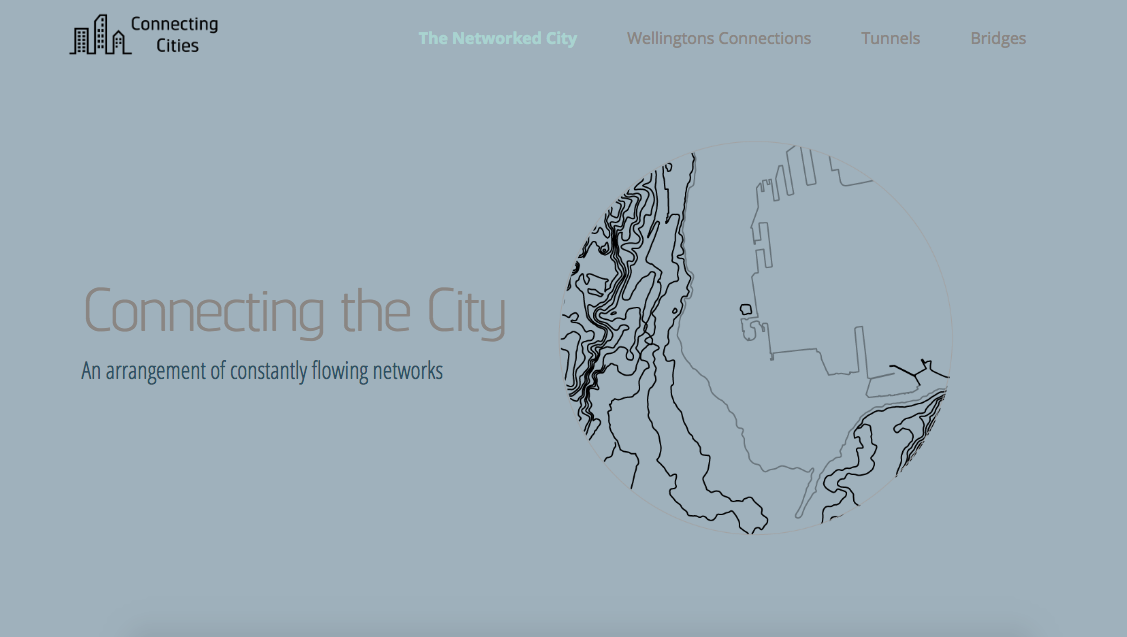 Connecting
Cities
The Networked City
Wellingtons Connections
Tunnels
Bridges
Connecting the City
An arrangement of constantly flowing networks